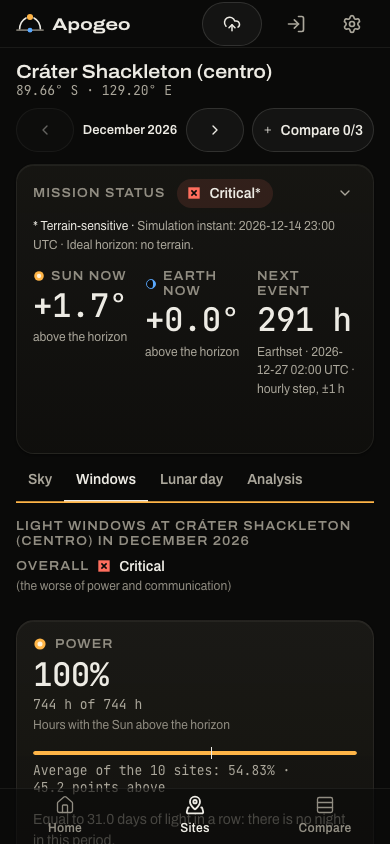 Apogeo
Cráter Shackleton (centro)
89.66° S · 129.20° E
December 2026
+ Compare 0/3
MISSION STATUS
Critical*
* Terrain-sensitive · Simulation instant: 2026-12-14 23:00
UTC · Ideal horizon: no terrain.
SUN NOW
+1.7°
above the horizon
EARTH
NOW
+0.0°
above the horizon
NEXT
EVENT
291 h
Earthset · 2026-
12-27 02:00 UTC ·
hourly step, ±1 h
Sky
Windows
Lunar day
Analysis
LIGHT WINDOWS AT CRÁTER SHACKLETON
(CENTRO) IN DECEMBER 2026
OVERALL
Critical
(the worse of power and communication)
POWER
100%
744 h of 744 h
Hours with the Sun above the horizon
Average of the 10 sites: 54.83% ·
45.2 points above
Equal to 31.0 days of light in a row: there is no night
in this period.
Home
Sites
Compare